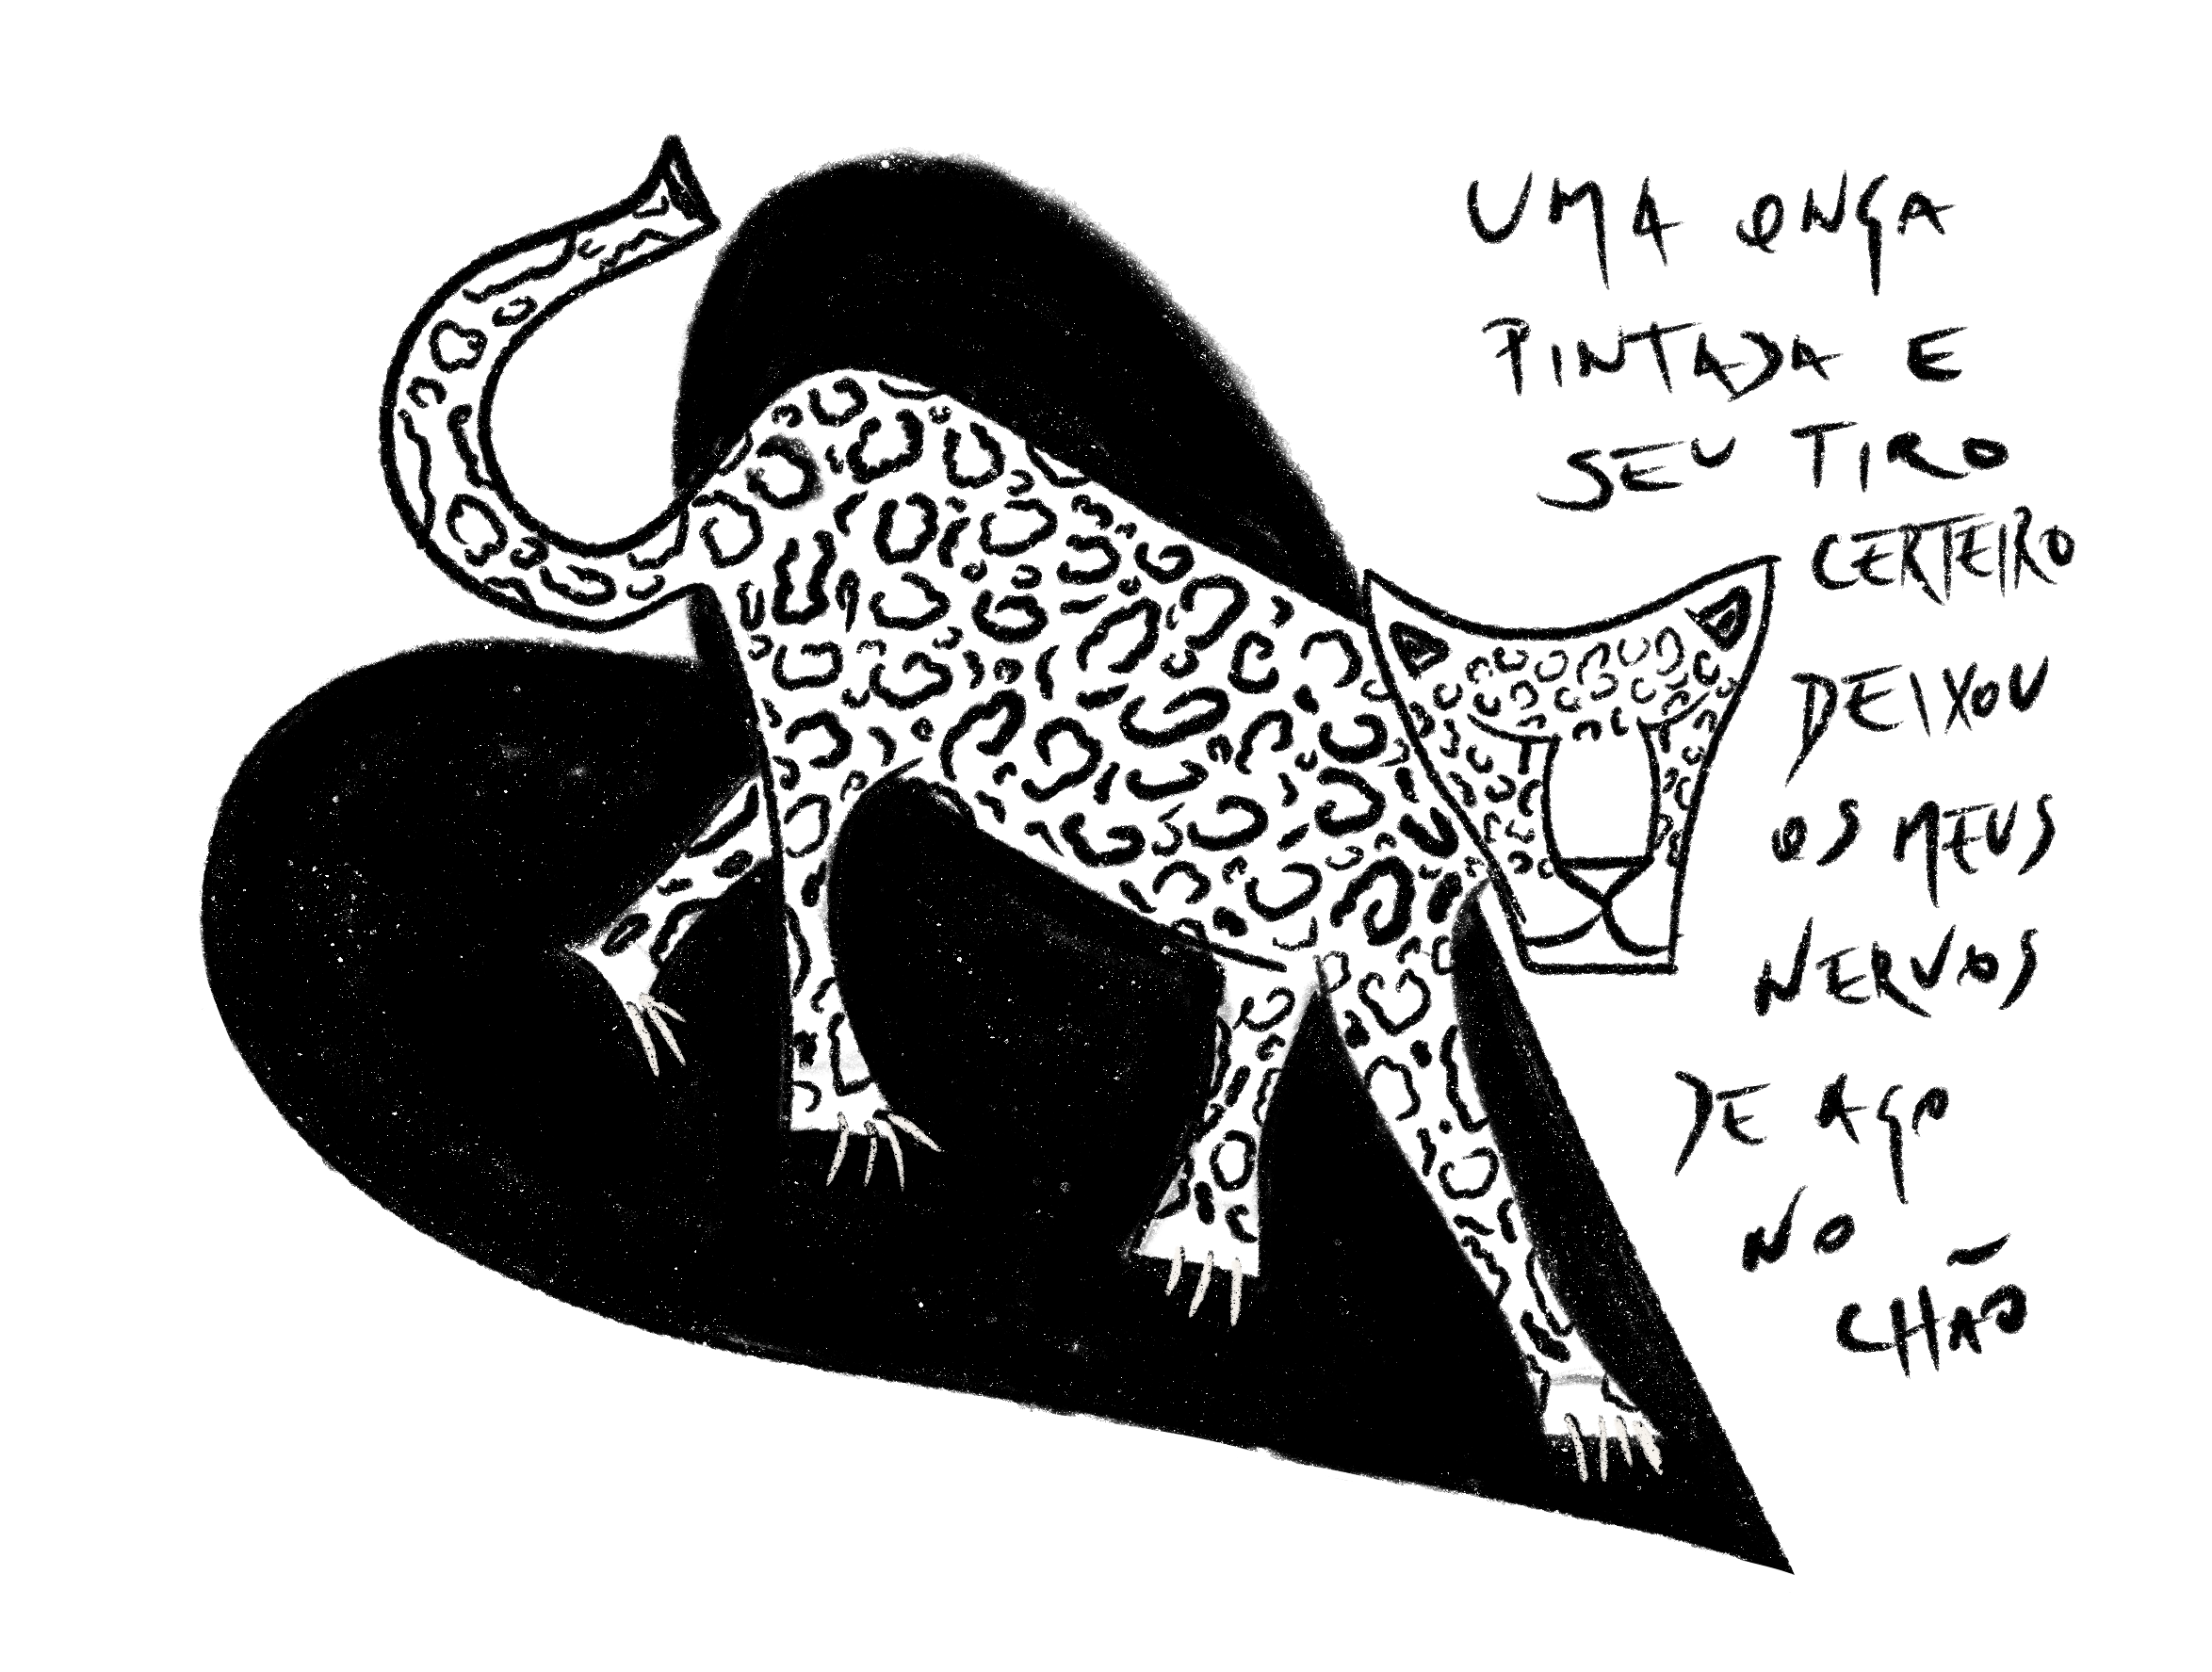 UMA ONÇA
PINTADA E
SEU TIRO
CERTEIRO
DEIXOU
OS MEUS
NERVOS
DE AÇO
NO
CHÃO